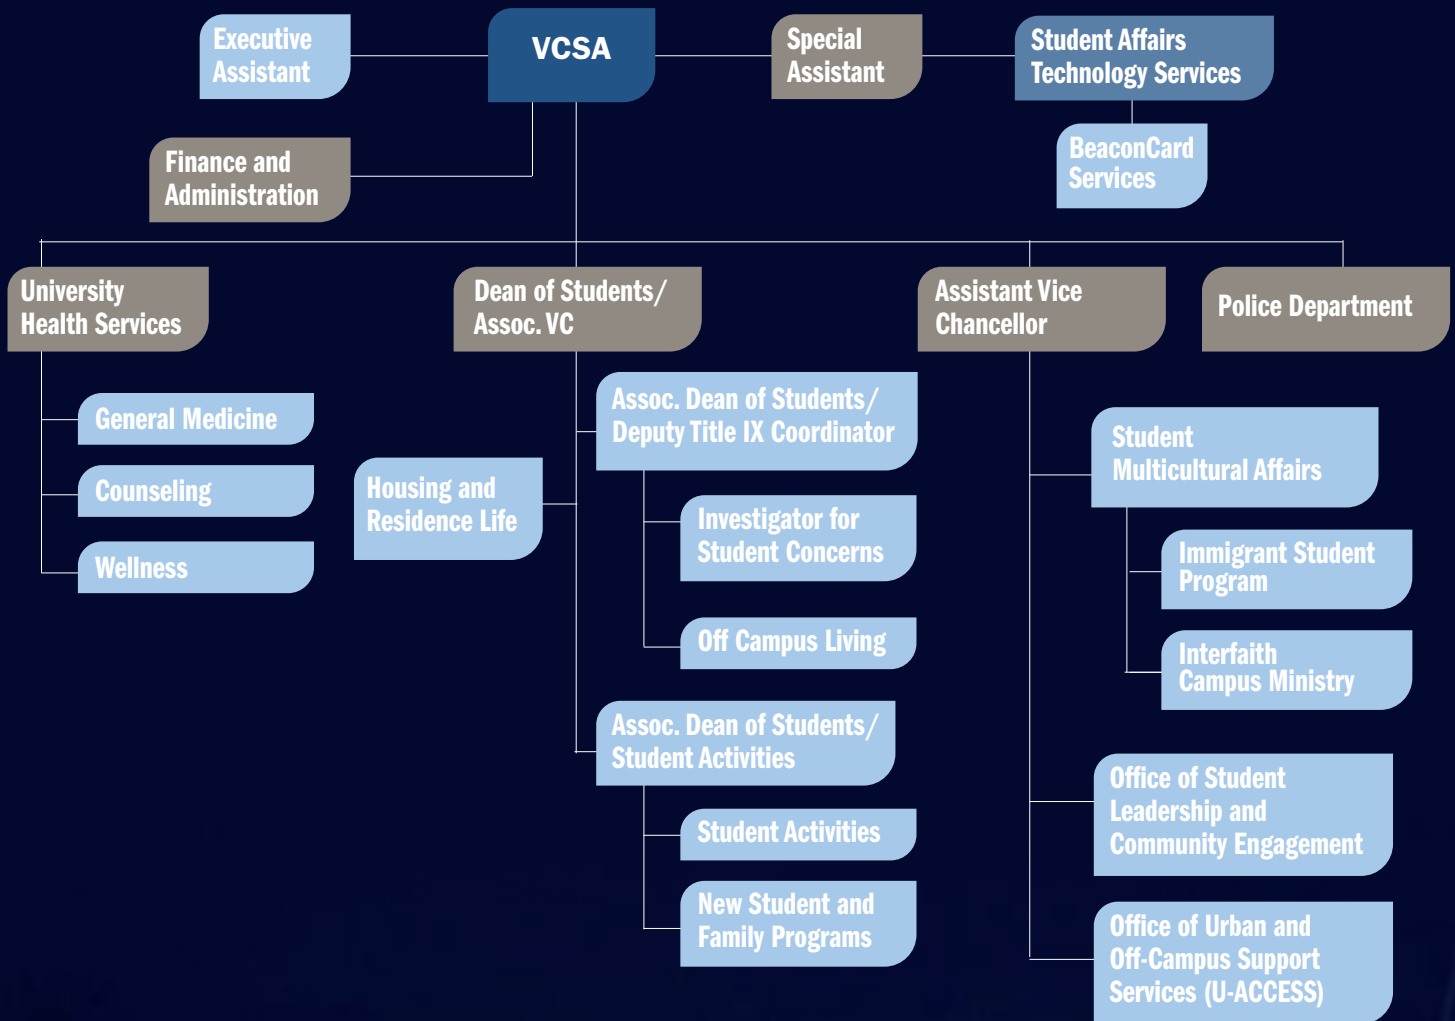 Executive
Assistant
VCSA
Special
Assistant
Student Affairs
Technology Services
BeaconCard
Services
Finance and
Administration
University
Health Services
Dean of Students/
Assoc. VC
Assistant Vice
Chancellor
Police Department
General Medicine
Counseling
Wellness
Housing and
Residence Life
Assoc. Dean of Students/
Deputy Title IX Coordinator
Investigator for
Student Concerns
Off Campus Living
Assoc. Dean of Students/
Student Activities
Student Activities
New Student and
Family Programs
Student
Multicultural Affairs
Immigrant Student
Program
Interfaith
Campus Ministry
Office of Student
Leadership and
Community Engagement
Office of Urban and
Off-Campus Support
Services (U-ACCESS)